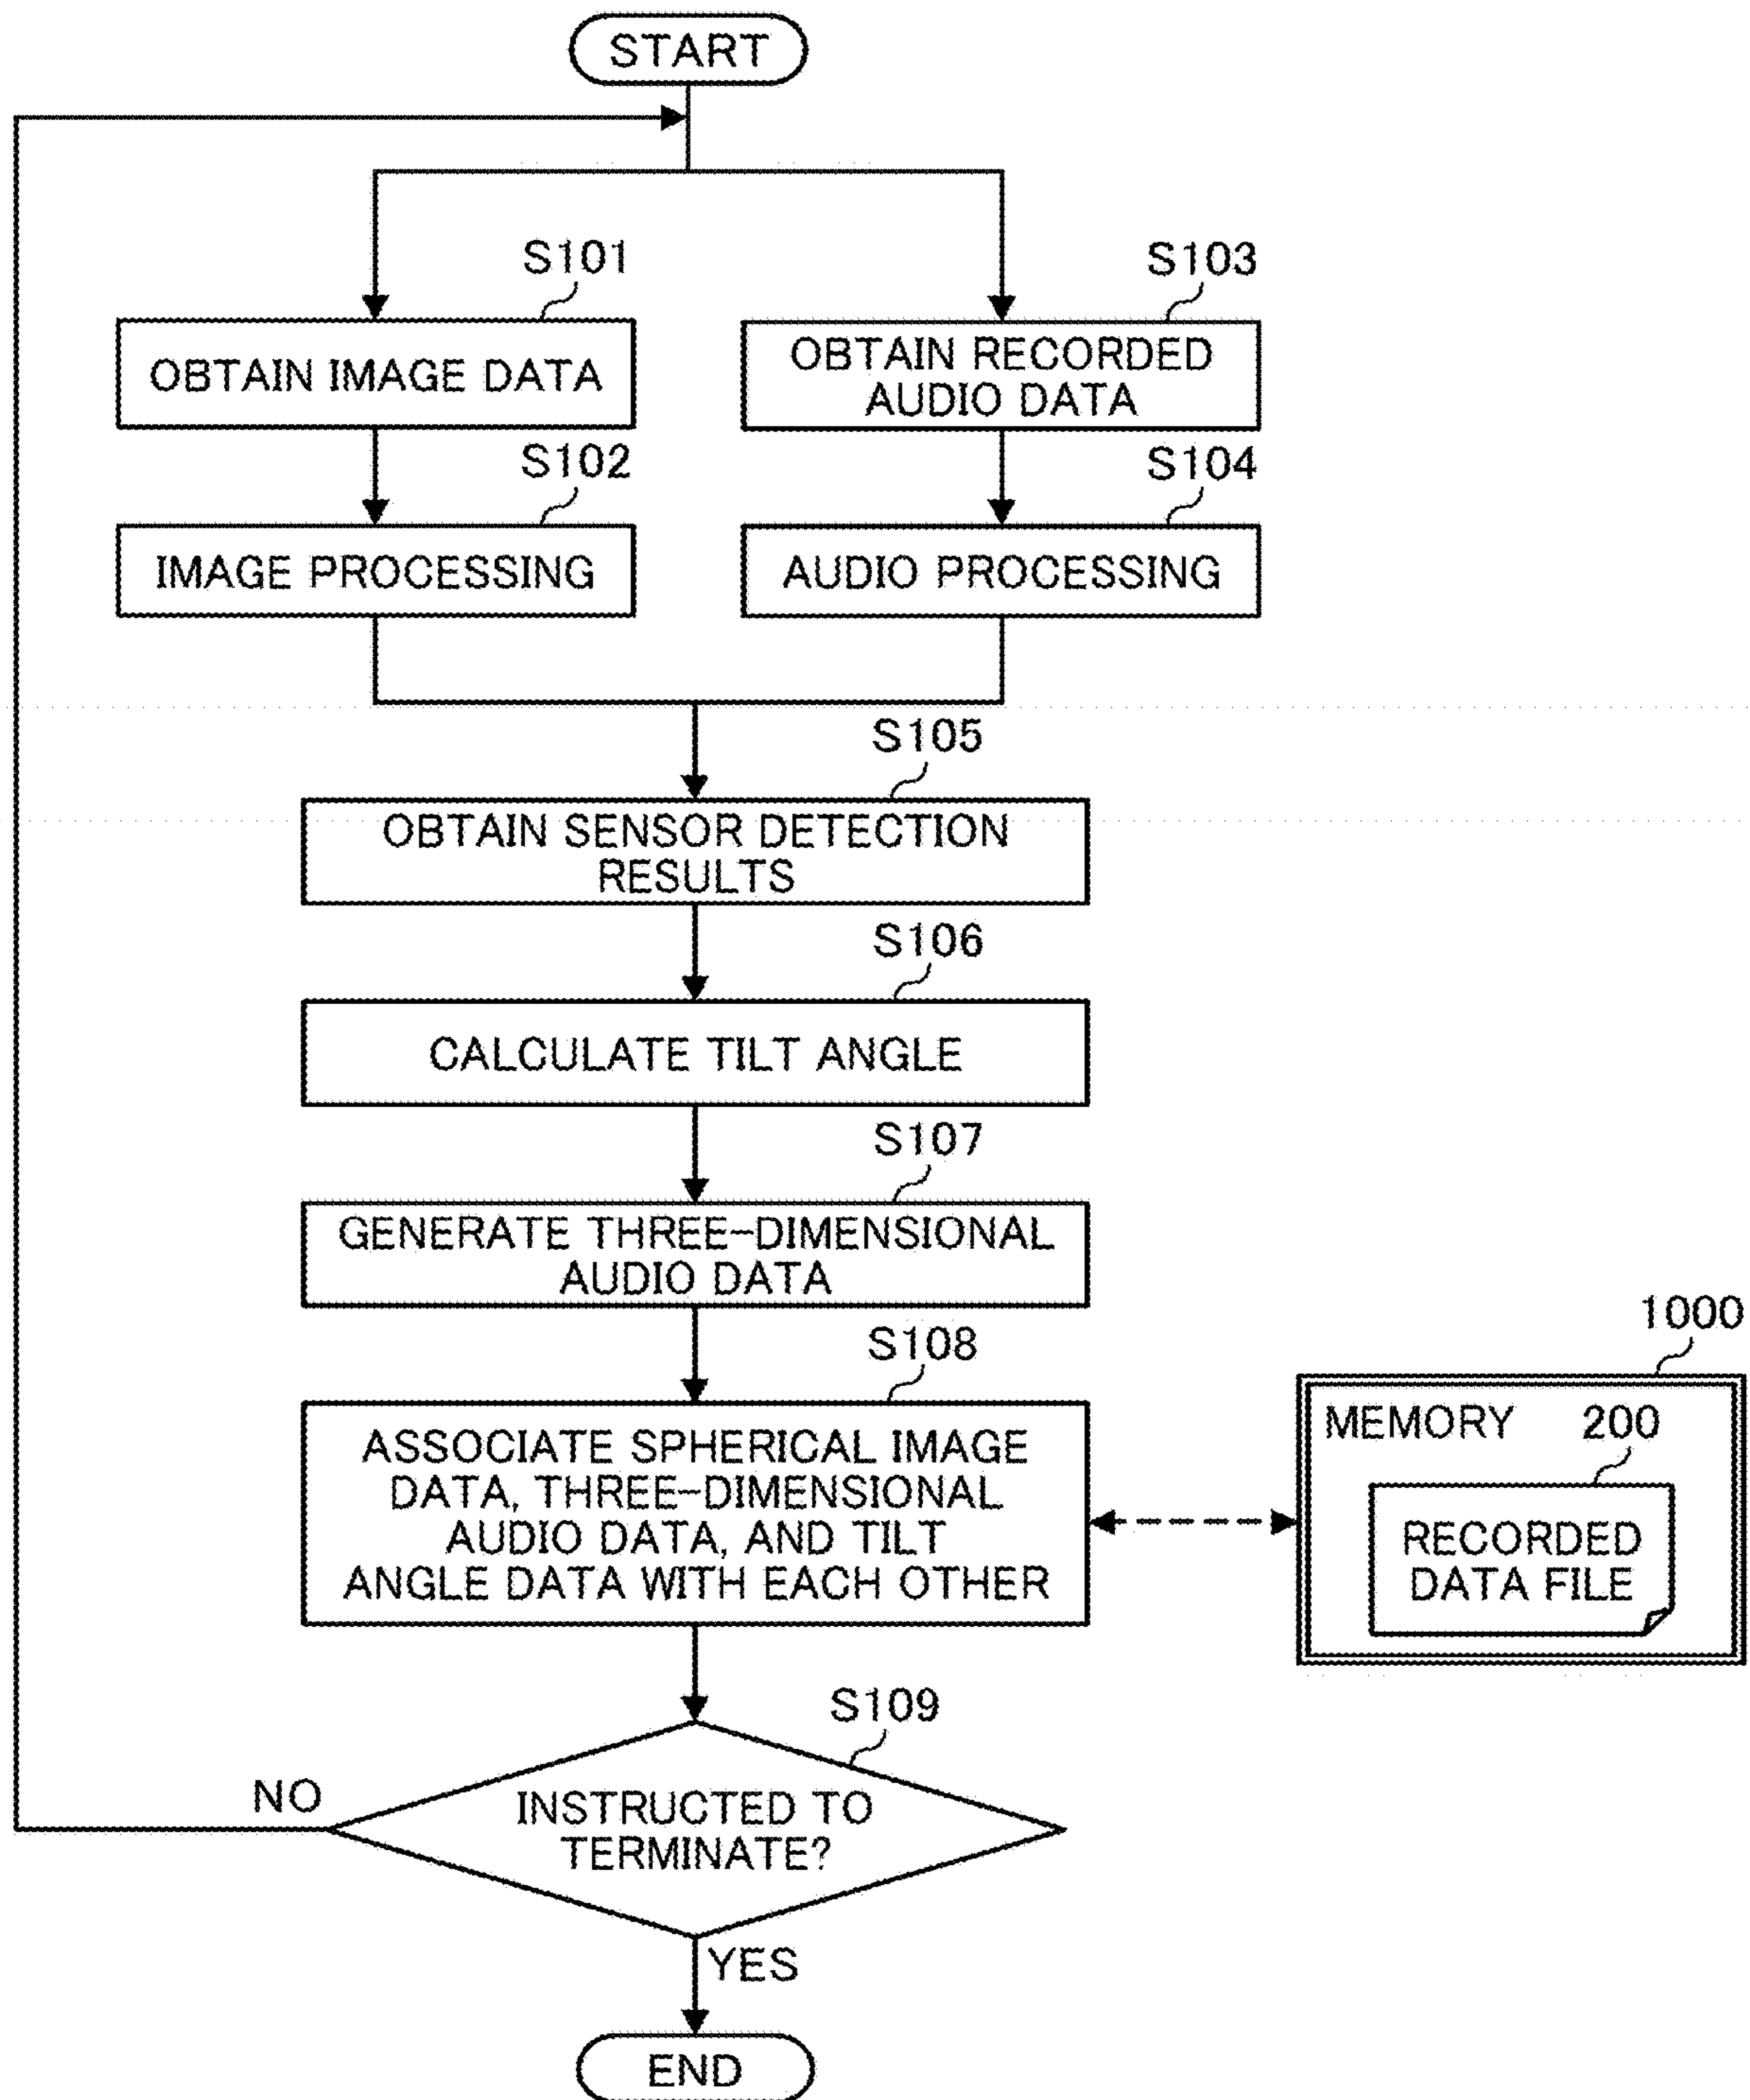 START
S101
OBTAIN IMAGE DATA
S102
IMAGE PROCESSING
S103
OBTAIN RECORDED
AUDIO DATA
S104
AUDIO PROCESSING
S105
OBTAIN SENSOR DETECTION
RESULTS
S106
CALCULATE TILT ANGLE
S107
GENERATE THREE-DIMENSIONAL
AUDIO DATA
S108
ASSOCIATE SPHERICAL IMAGE
DATA, THREE-DIMENSIONAL
AUDIO DATA, AND TILT
ANGLE DATA WITH EACH OTHER
1000
MEMORY
200
RECORDED
DATA FILE
S109
INSTRUCTED TO
TERMINATE?
NO
YES
END